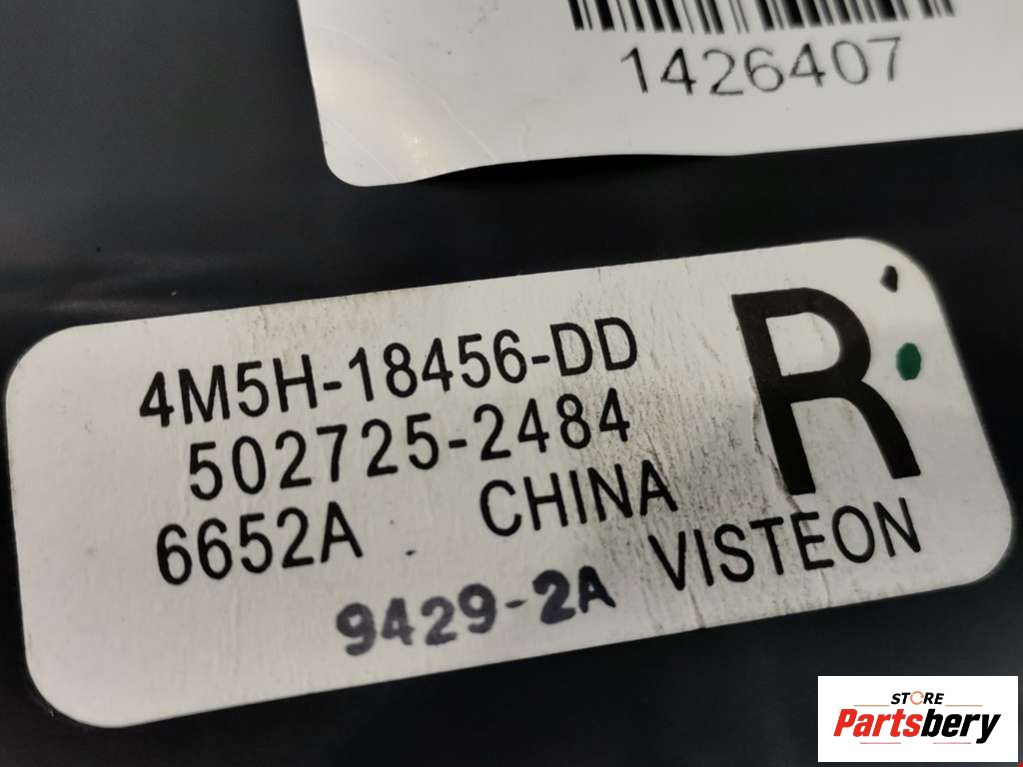 1426407
4M5H-18456-DD
R
502725-2484
6652A CHINA
VISTEON
9429-2A
STORE
Partsbery